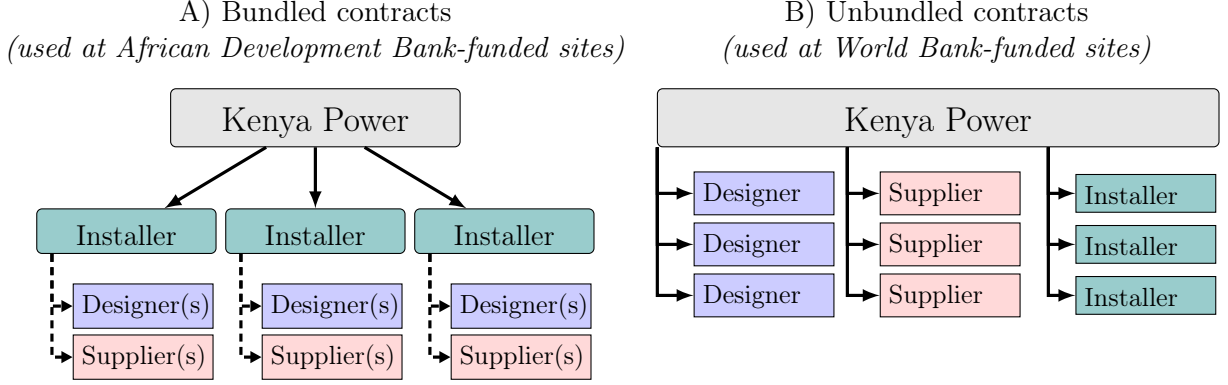 A) Bundled contracts
(used at African Development Bank-funded sites)
Kenya Power
Installer Installer Installer
Designer(s) Designer(s) Designer(s)
Supplier(s) Supplier(s) Supplier(s)
B) Unbundled contracts
(used at World Bank-funded sites)
Kenya Power
Designer Supplier Installer
Designer Supplier Installer
Designer Supplier Installer